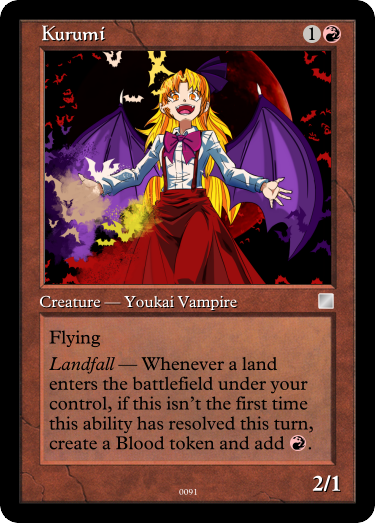 Kurumi 1
Creature — Youkai Vampire
Flying
Landfall — Whenever a land
enters the battlefield under your
control, if this isn't the first time
this ability has resolved this turn,
create a Blood token and add .
2/1
0091